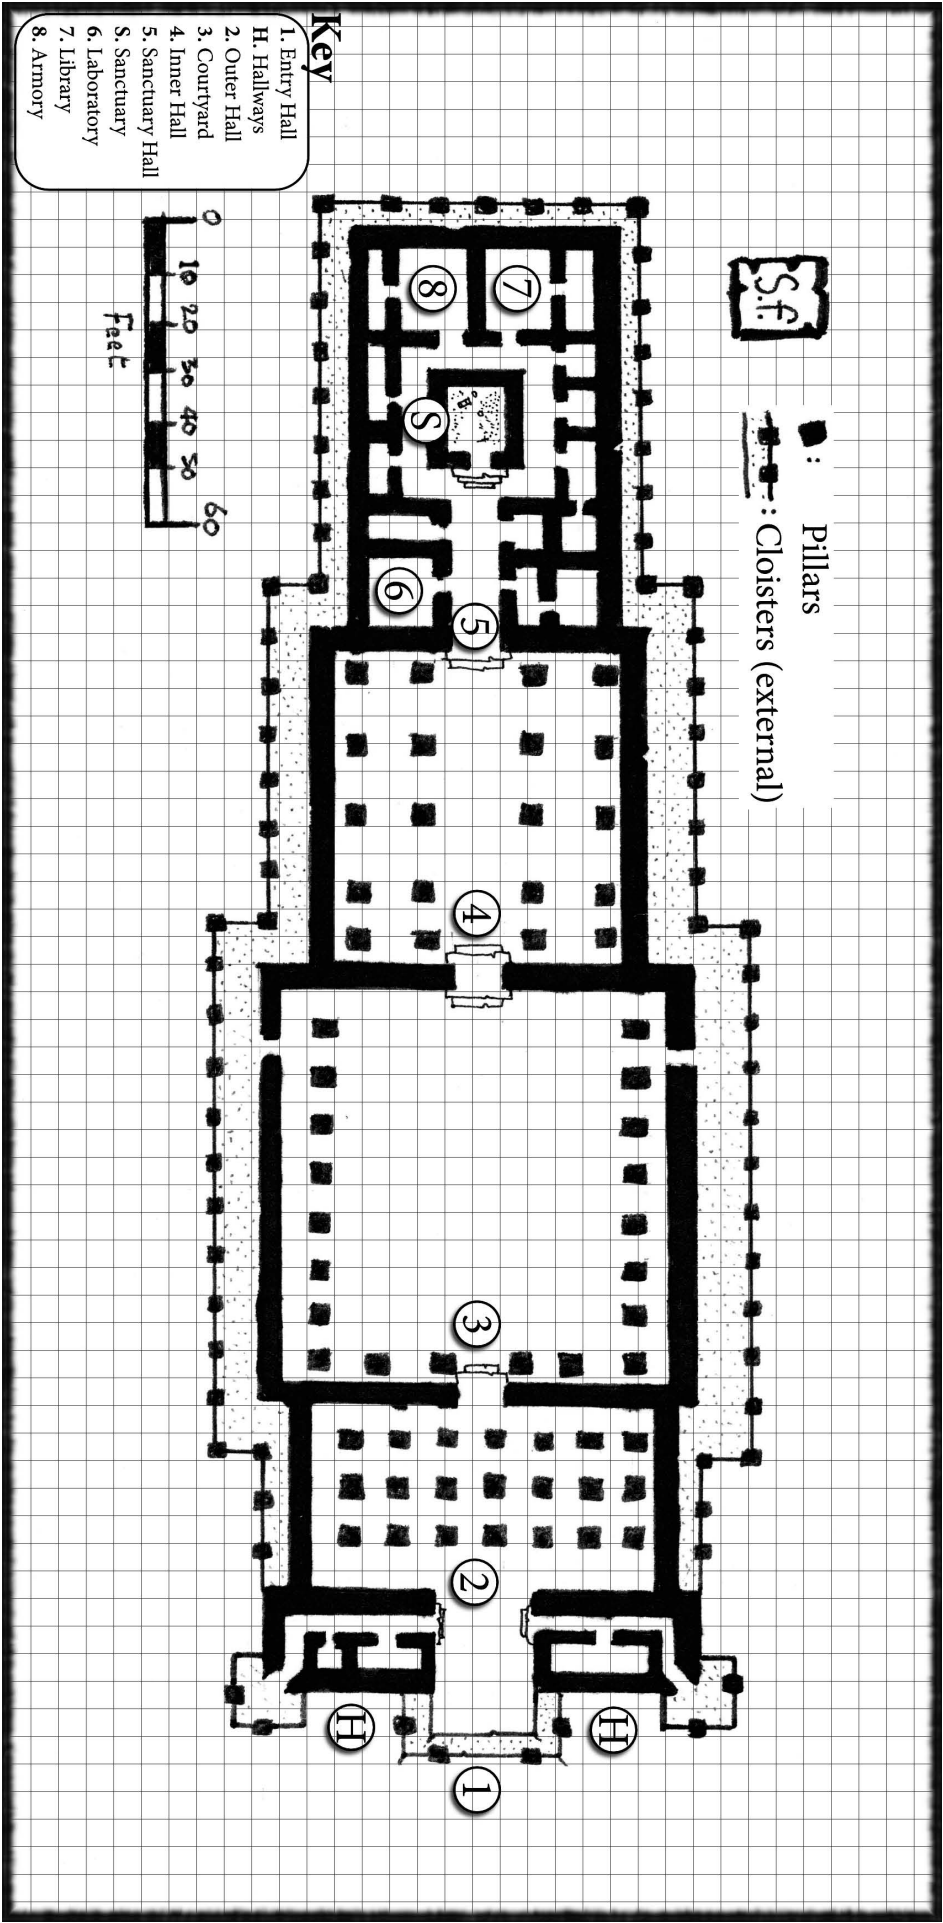 Key
1. Entry Hall
H. Hallways
2. Outer Hall
3. Courtyard
4. Inner Hall
5. Sanctuary Hall
S. Sanctuary
6. Laboratory
7. Library
8. Armory
0 10 20 30 40 50 60
Feet
S.f.
: Pillars
: Cloisters (external)
8
7
S
6
5
4
3
2
H
H
1